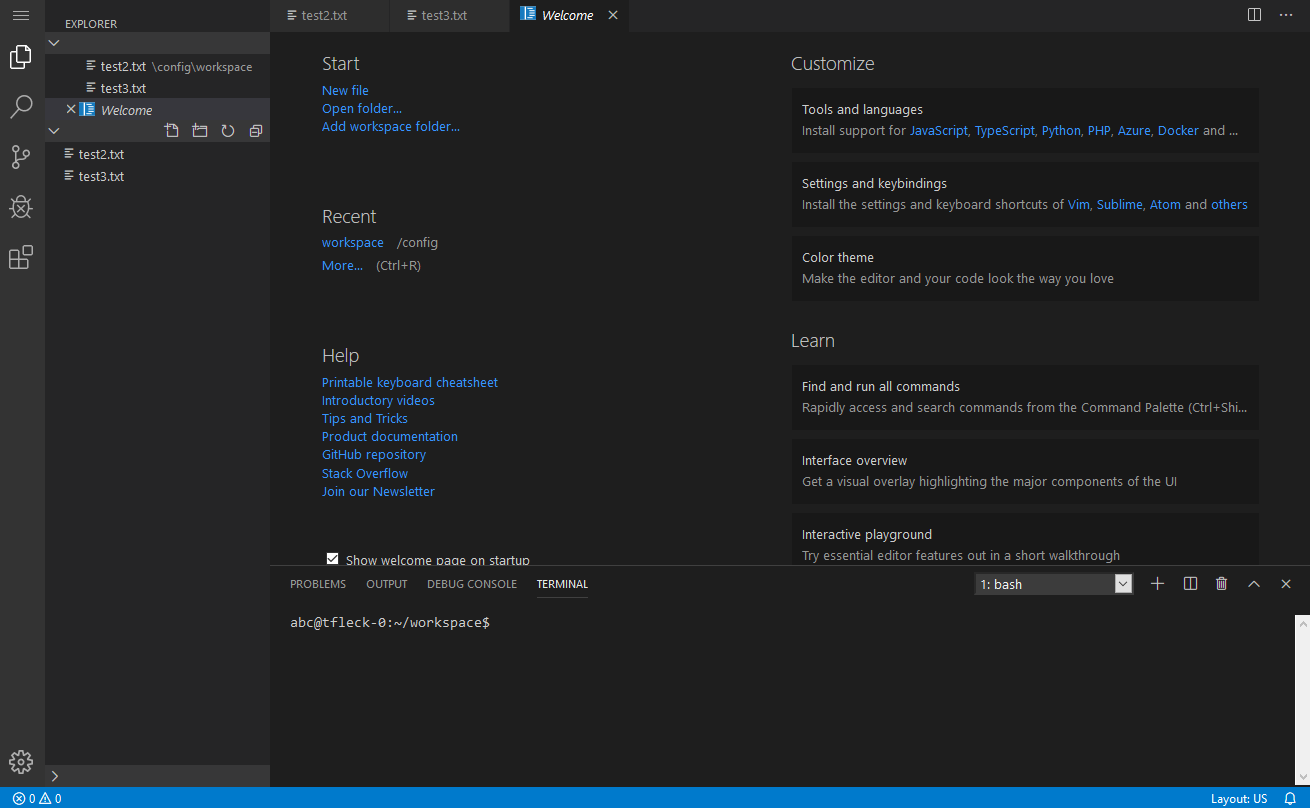 EXPLORER
test2.txt \config\workspace
test3.txt
Welcome
test2.txt
test3.txt
test2.txt
test3.txt
Welcome
Start
New file
Open folder...
Add workspace folder...
Recent
workspace /config
More... (Ctrl+R)
Help
Printable keyboard cheatsheet
Introductory videos
Tips and Tricks
Product documentation
GitHub repository
Stack Overflow
Join our Newsletter
Show welcome page on startup
Customize
Tools and languages
Install support for JavaScript, TypeScript, Python, PHP, Azure, Docker and ...
Settings and keybindings
Install the settings and keyboard shortcuts of Vim, Sublime, Atom and others
Color theme
Make the editor and your code look the way you love
Learn
Find and run all commands
Rapidly access and search commands from the Command Palette (Ctrl+Shi...
Interface overview
Get a visual overlay highlighting the major components of the UI
Interactive playground
Try essential editor features out in a short walkthrough
PROBLEMS OUTPUT DEBUG CONSOLE TERMINAL
1: bash
abc@tfleck-0:~/workspace$
0 0
Layout: US